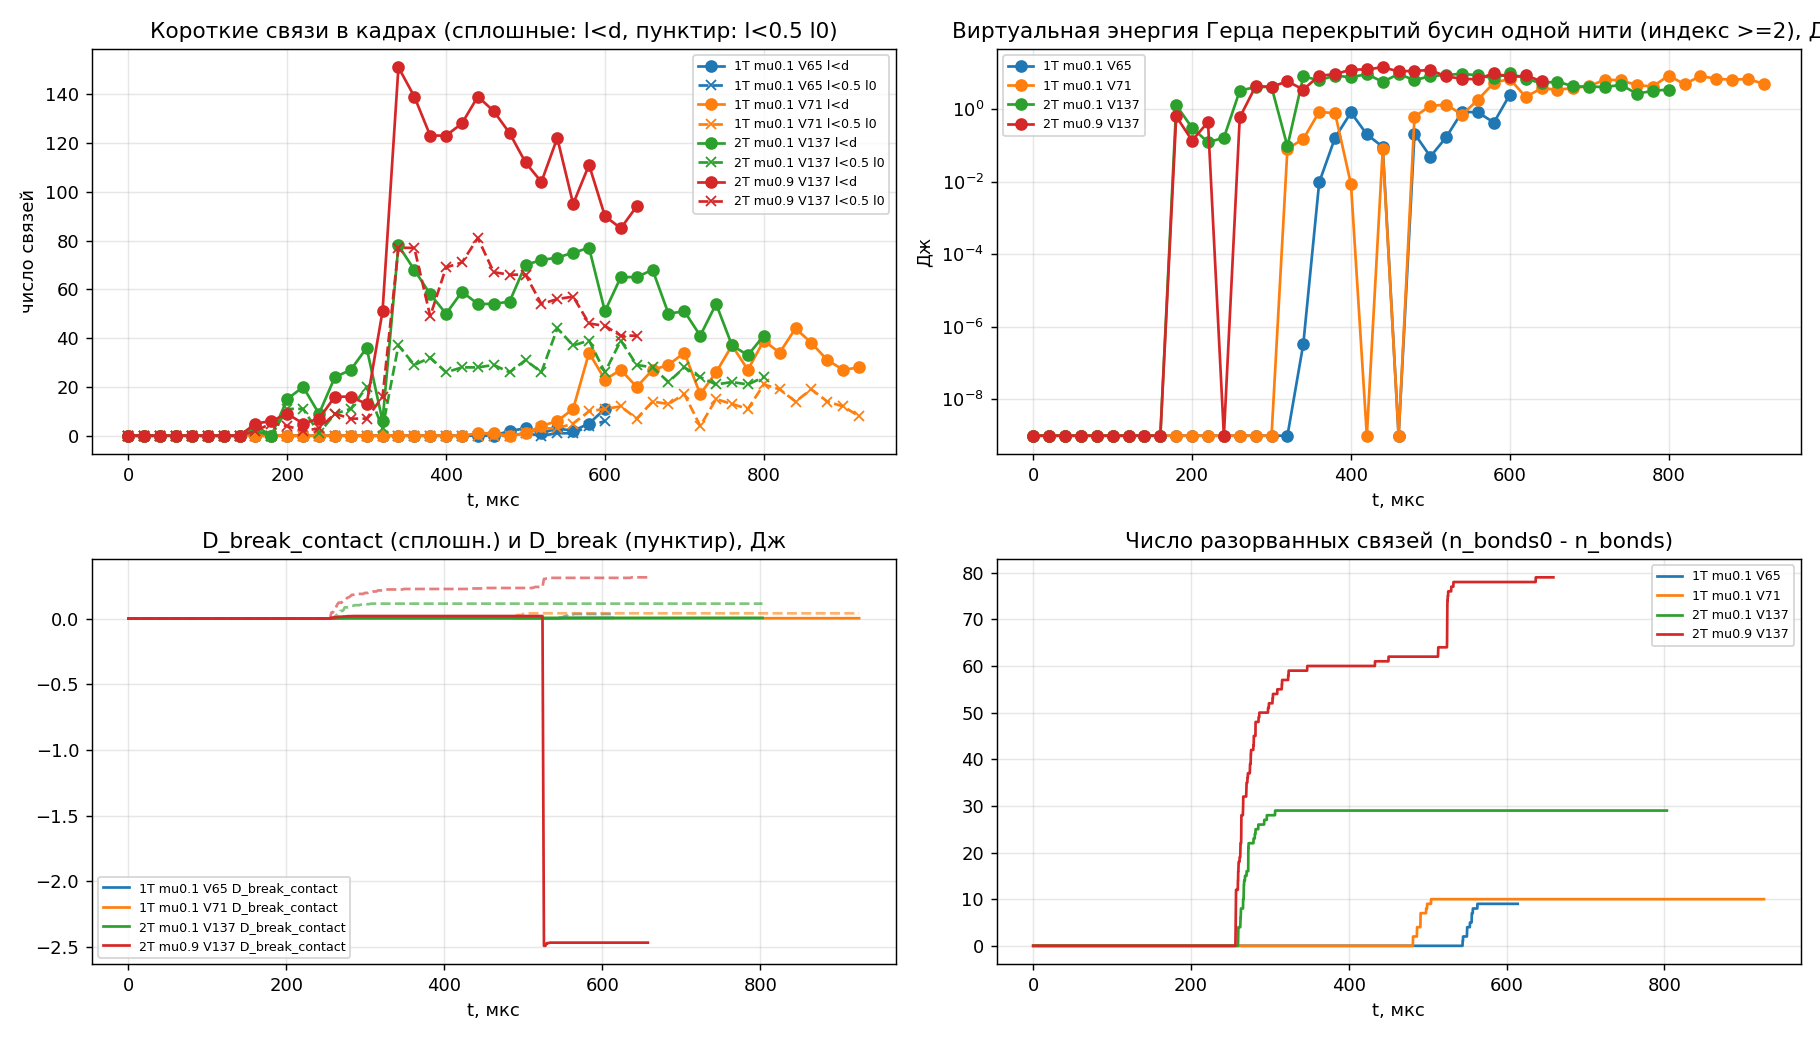 Короткие связи в кадрах (сплошные: l<d, пунктир: l<0.5 l0)
число связей
140
120
100
80
60
40
20
0
0
200
400
600
800
t, мкс
1T mu0.1 V65 l<d
1T mu0.1 V65 l<0.5 l0
1T mu0.1 V71 l<d
1T mu0.1 V71 l<0.5 l0
2T mu0.1 V137 l<d
2T mu0.1 V137 l<0.5 l0
2T mu0.9 V137 l<d
2T mu0.9 V137 l<0.5 l0
Виртуальная энергия Герца перекрытий бусин одной нити (индекс >=2), Д
Дж
10⁰
10⁻²
10⁻⁴
10⁻⁶
10⁻⁸
0
200
400
600
800
t, мкс
1T mu0.1 V65
1T mu0.1 V71
2T mu0.1 V137
2T mu0.9 V137
D_break_contact (сплошн.) и D_break (пунктир), Дж
0.0
−0.5
−1.0
−1.5
−2.0
−2.5
0
200
400
600
800
t, мкс
1T mu0.1 V65 D_break_contact
1T mu0.1 V71 D_break_contact
2T mu0.1 V137 D_break_contact
2T mu0.9 V137 D_break_contact
Число разорванных связей (n_bonds0 - n_bonds)
80
70
60
50
40
30
20
10
0
0
200
400
600
800
t, мкс
1T mu0.1 V65
1T mu0.1 V71
2T mu0.1 V137
2T mu0.9 V137